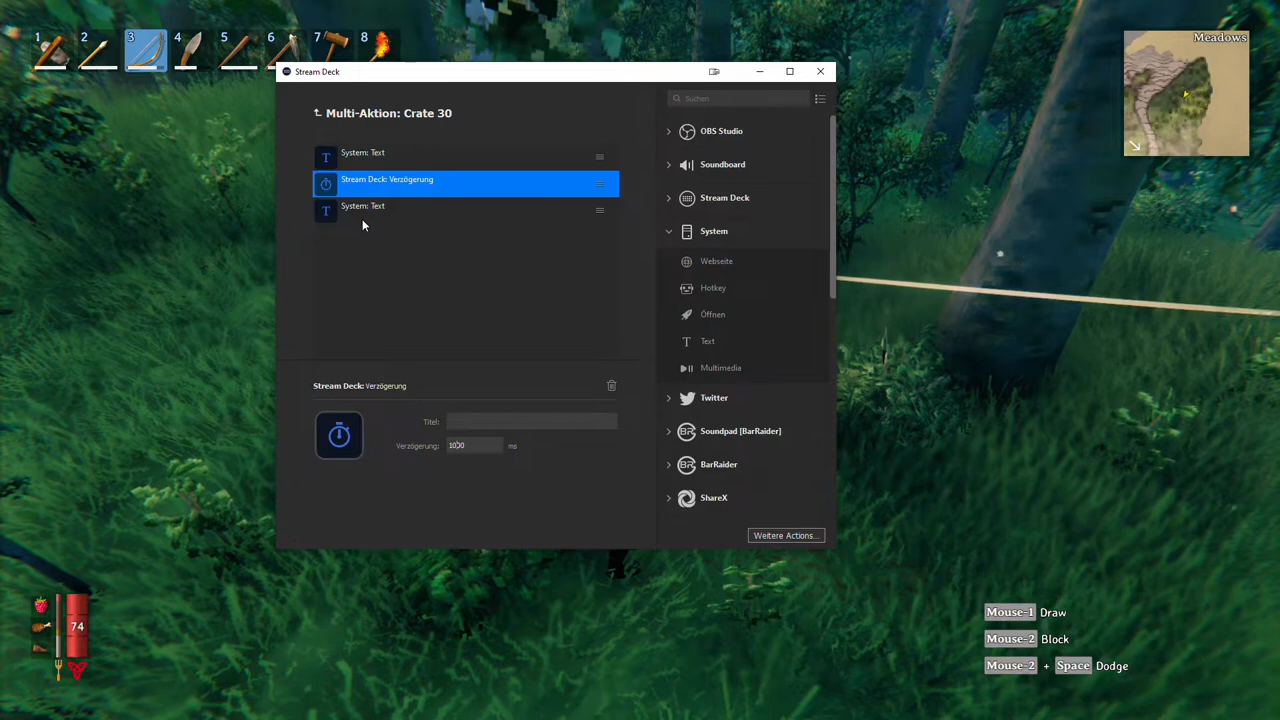 1 2 3 4 5 6 7 8
Meadows
Stream Deck
Multi-Aktion: Crate 30
System: Text
Stream Deck: Verzögerung
System: Text
Stream Deck: Verzögerung
Titel:
Verzögerung: 1000 ms
Suchen
OBS Studio
Soundboard
Stream Deck
System
Webseite
Hotkey
Öffnen
T Text
Multimedia
Twitter
Soundpad [BarRaider]
BarRaider
ShareX
Weitere Actions...
74
Mouse-1 Draw
Mouse-2 Block
Mouse-2 + Space Dodge